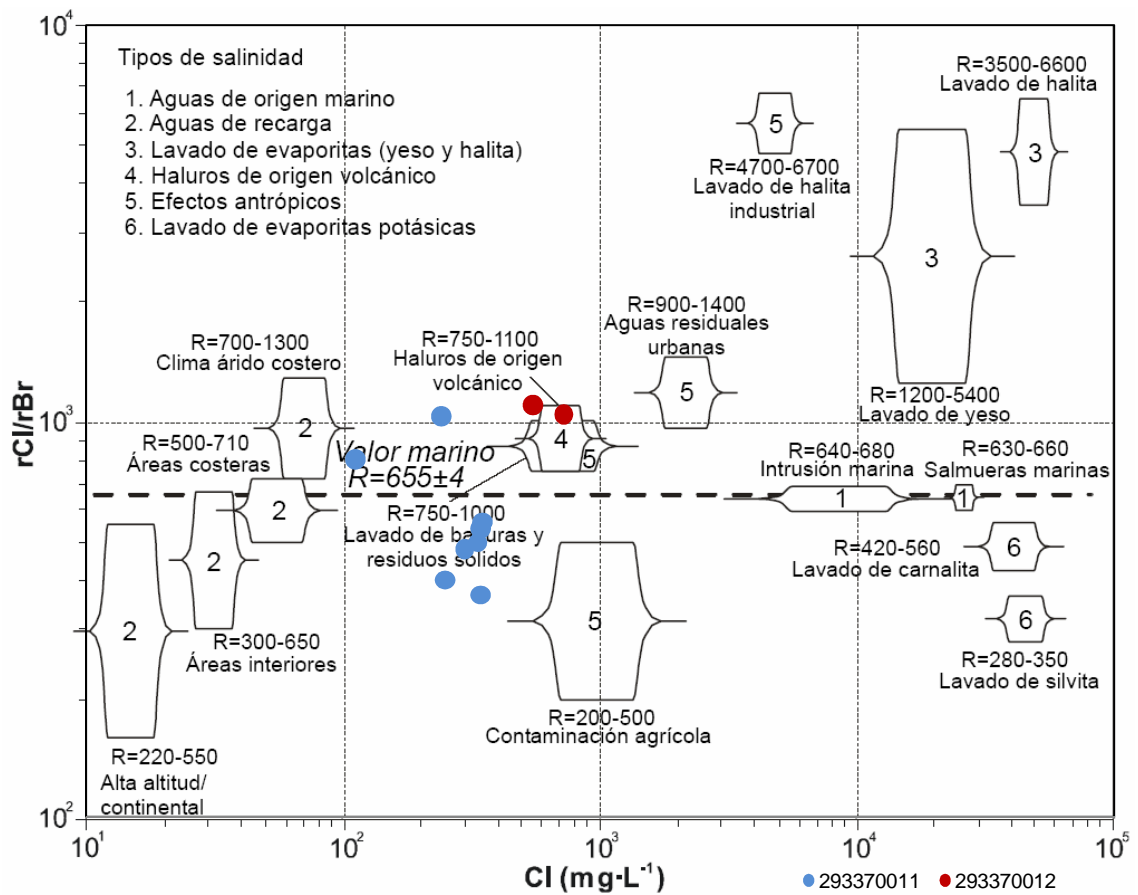 10⁴
Tipos de salinidad
1. Aguas de origen marino
2. Aguas de recarga
3. Lavado de evaporitas (yeso y halita)
4. Haluros de origen volcánico
5. Efectos antrópicos
6. Lavado de evaporitas potásicas
R=3500-6600
Lavado de halita
3
5
R=4700-6700
Lavado de halita
industrial
3
R=1200-5400
Lavado de yeso
R=900-1400
Aguas residuales
urbanas
5
R=750-1100
Haluros de origen
volcánico
4
5
R=700-1300
Clima árido costero
2
10³
rCl/rBr
R=500-710
Áreas costeras
2
Valor marino
R=655±4
R=640-680
Intrusión marina
1
R=630-660
Salmueras marinas
1
R=750-1000
Lavado de basuras y
residuos sólidos
R=420-560
Lavado de carnalita
6
2
R=300-650
Áreas interiores
2
R=220-550
Alta altitud/
continental
5
R=200-500
Contaminación agrícola
6
R=280-350
Lavado de silvita
10²
10¹ 10² 10³ 10⁴ 10⁵
Cl (mg·L⁻¹)
293370011 293370012